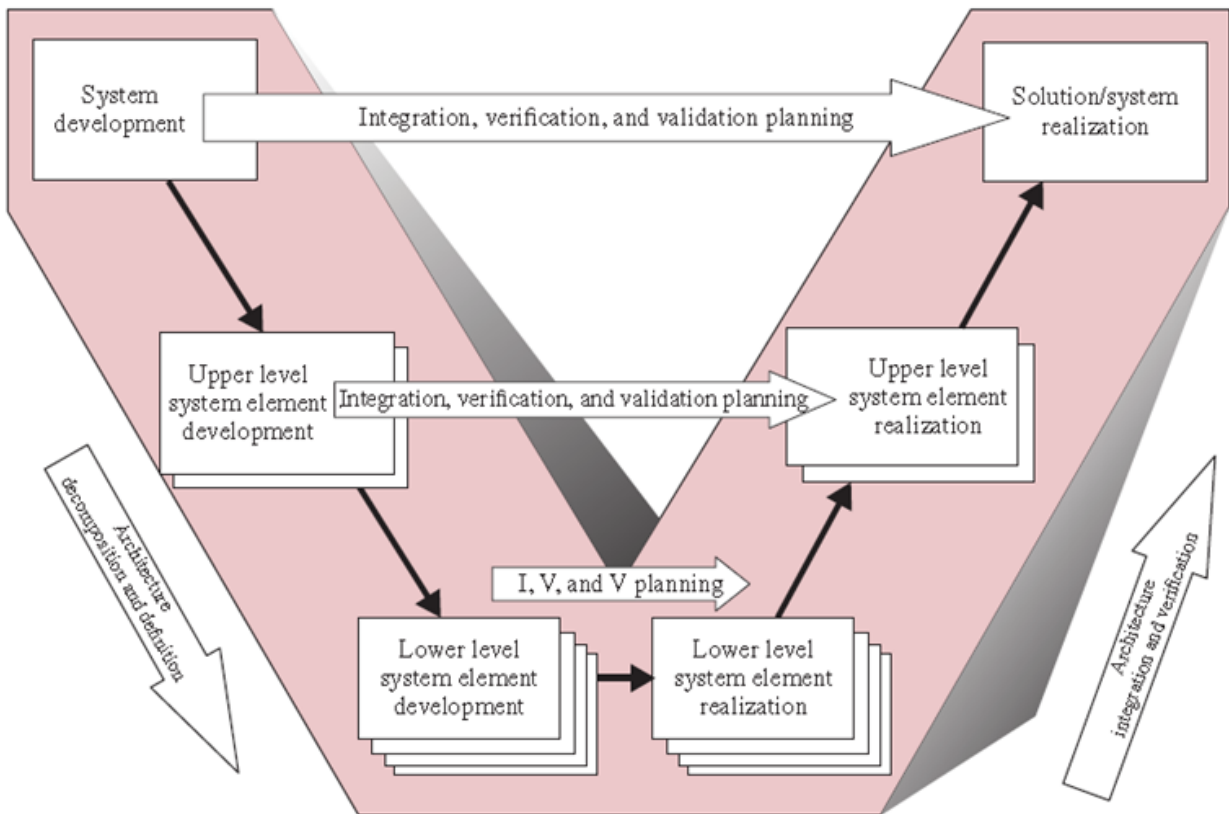 System
development
Integration, verification, and validation planning
Solution/system
realization
Upper level
system element
development
Integration, verification, and validation planning
Upper level
system element
realization
Architecture
decomposition and definition
I, V, and V planning
Architecture
integration and verification
Lower level
system element
development
Lower level
system element
realization